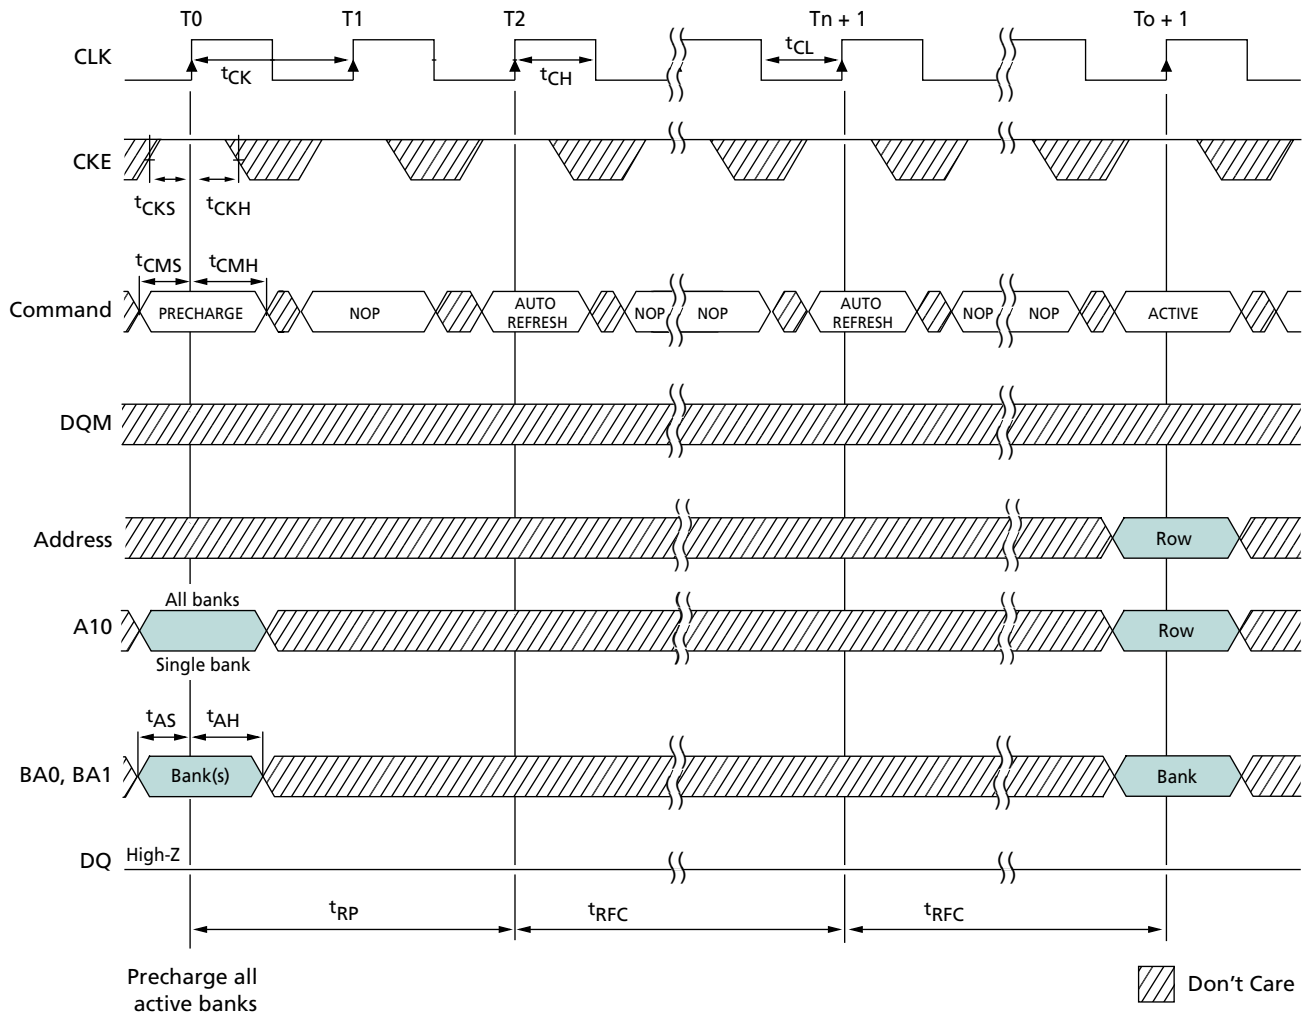 T0 T1 T2 Tn + 1 To + 1
CLK
tCK tCH tCL
CKE
tCKS tCKH
tCMS tCMH
Command PRECHARGE NOP AUTO REFRESH NOP NOP AUTO REFRESH NOP NOP ACTIVE
DQM
Address Row
All banks
A10 Row
Single bank
tAS tAH
BA0, BA1 Bank(s) Bank
DQ High-Z
tRP tRFC tRFC
Precharge all
active banks
Don't Care